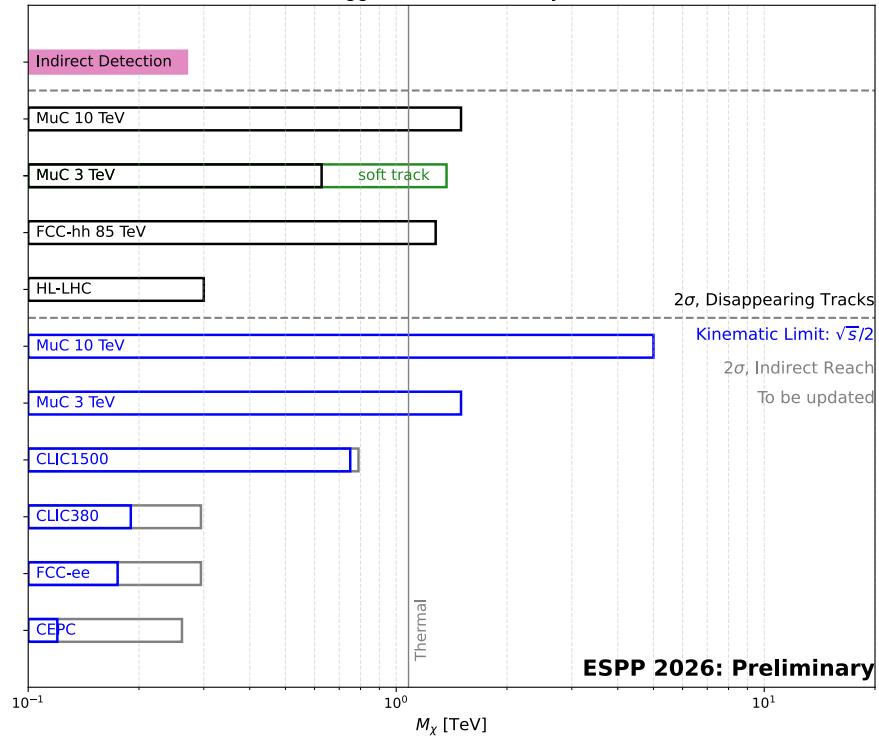 Indirect Detection
MuC 10 TeV
MuC 3 TeV
soft track
FCC-hh 85 TeV
HL-LHC
2σ, Disappearing Tracks
MuC 10 TeV
Kinematic Limit: √s/2
2σ, Indirect Reach
To be updated
MuC 3 TeV
CLIC1500
CLIC380
FCC-ee
CEPC
Thermal
ESPP 2026: Preliminary
10⁻¹ 10⁰ 10¹
Mχ [TeV]